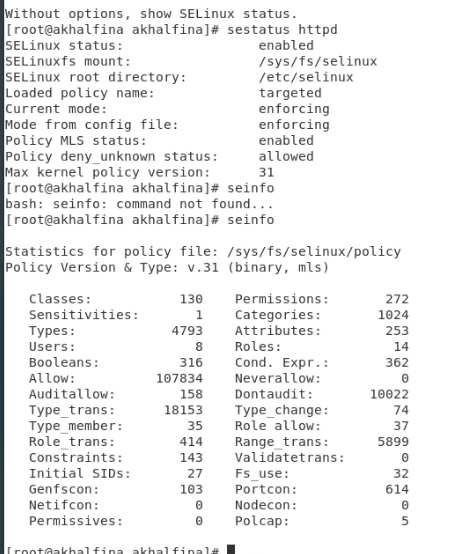 Without options, show SELinux status.
[root@akhalfina akhalfina]# sestatus httpd
SELinux status:                 enabled
SELinuxfs mount:                /sys/fs/selinux
SELinux root directory:         /etc/selinux
Loaded policy name:             targeted
Current mode:                   enforcing
Mode from config file:          enforcing
Policy MLS status:              enabled
Policy deny_unknown status:     allowed
Max kernel policy version:      31
[root@akhalfina akhalfina]# seinfo
bash: seinfo: command not found...
[root@akhalfina akhalfina]# seinfo
Statistics for policy file: /sys/fs/selinux/policy
Policy Version & Type: v.31 (binary, mls)
Classes:           130    Permissions:       272
Sensitivities:       1    Categories:       1024
Types:            4793    Attributes:        253
Users:               8    Roles:              14
Booleans:          316    Cond. Expr.:       362
Allow:          107834    Neverallow:          0
Auditallow:        158    Dontaudit:       10022
Type_trans:      18153    Type_change:        74
Type_member:        35    Role allow:         37
Role_trans:        414    Range_trans:      5899
Constraints:       143    Validatetrans:       0
Initial SIDs:       27    Fs_use:             32
Genfscon:          103    Portcon:           614
Netifcon:            0    Nodecon:             0
Permissives:         0    Polcap:              5
[root@akhalfina akhalfina]#